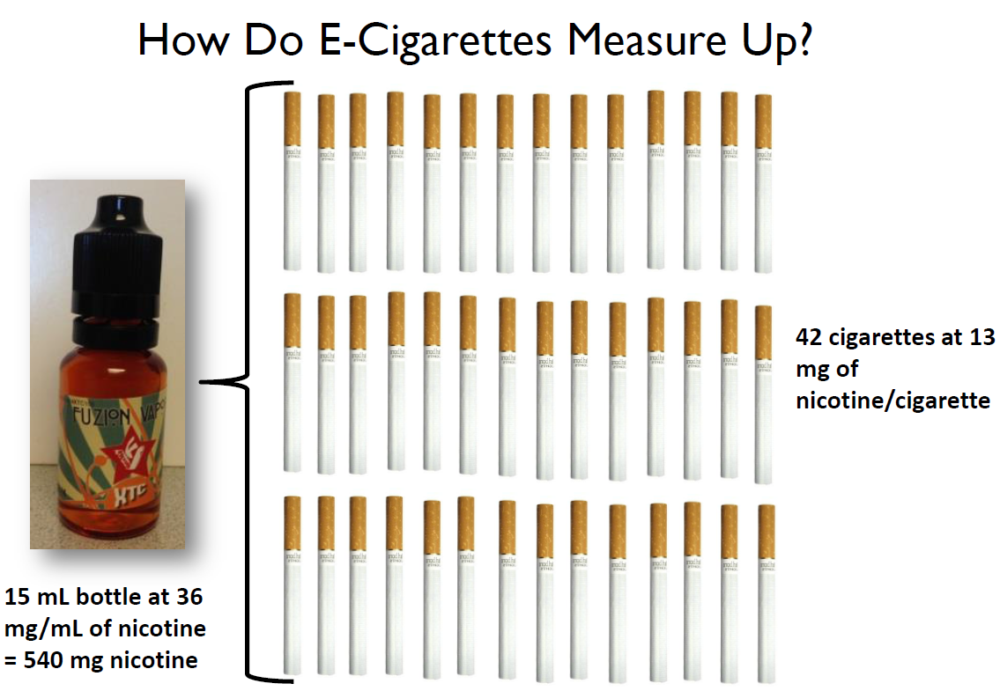 How Do E-Cigarettes Measure Up?
FUZION VAPO
XTC
15 mL bottle at 36
mg/mL of nicotine
= 540 mg nicotine
42 cigarettes at 13
mg of
nicotine/cigarette